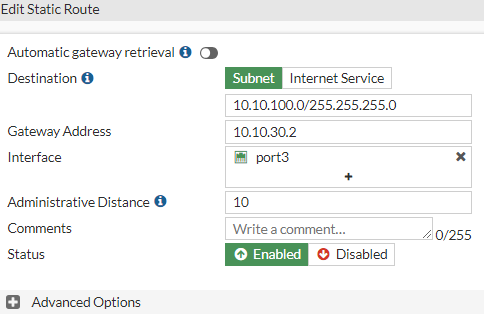 Edit Static Route
Automatic gateway retrieval
Destination Subnet Internet Service
10.10.100.0/255.255.255.0
Gateway Address 10.10.30.2
Interface port3
+
Administrative Distance 10
Comments Write a comment... 0/255
Status Enabled Disabled
Advanced Options